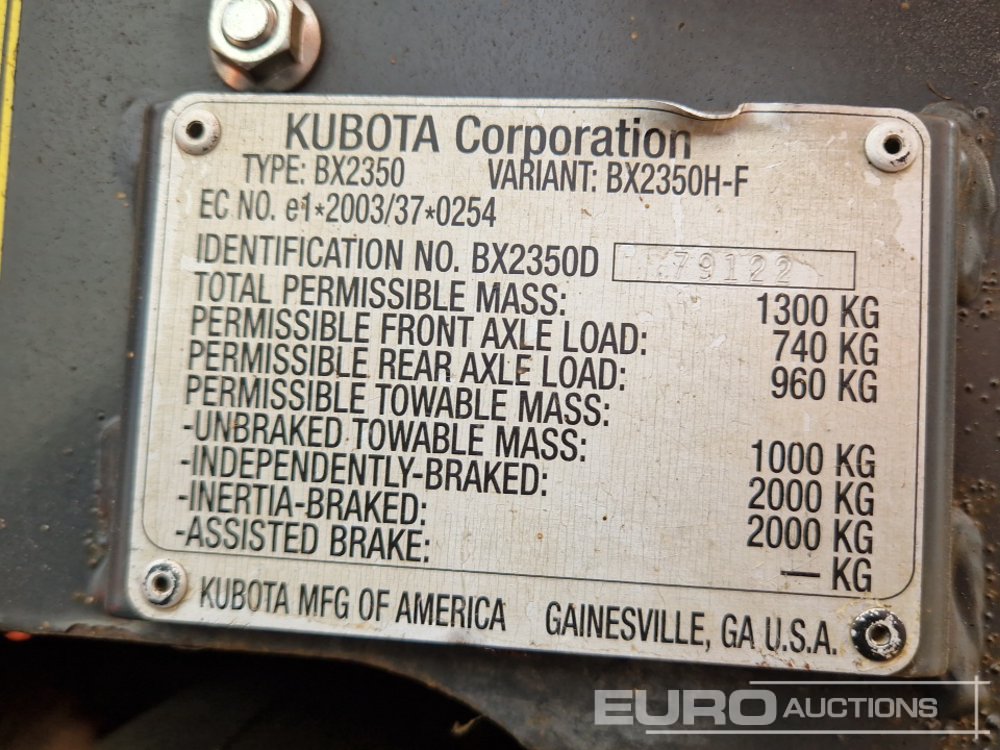 KUBOTA Corporation
TYPE: BX2350 VARIANT: BX2350H-F
EC NO. e1*2003/37*0254
IDENTIFICATION NO. BX2350D 79122
TOTAL PERMISSIBLE MASS: 1300 KG
PERMISSIBLE FRONT AXLE LOAD: 740 KG
PERMISSIBLE REAR AXLE LOAD: 960 KG
PERMISSIBLE TOWABLE MASS:
-UNBRAKED TOWABLE MASS: 1000 KG
-INDEPENDENTLY-BRAKED: 2000 KG
-INERTIA-BRAKED: 2000 KG
-ASSISTED BRAKE: — KG
KUBOTA MFG OF AMERICA GAINESVILLE, GA U.S.A.
EURO AUCTIONS